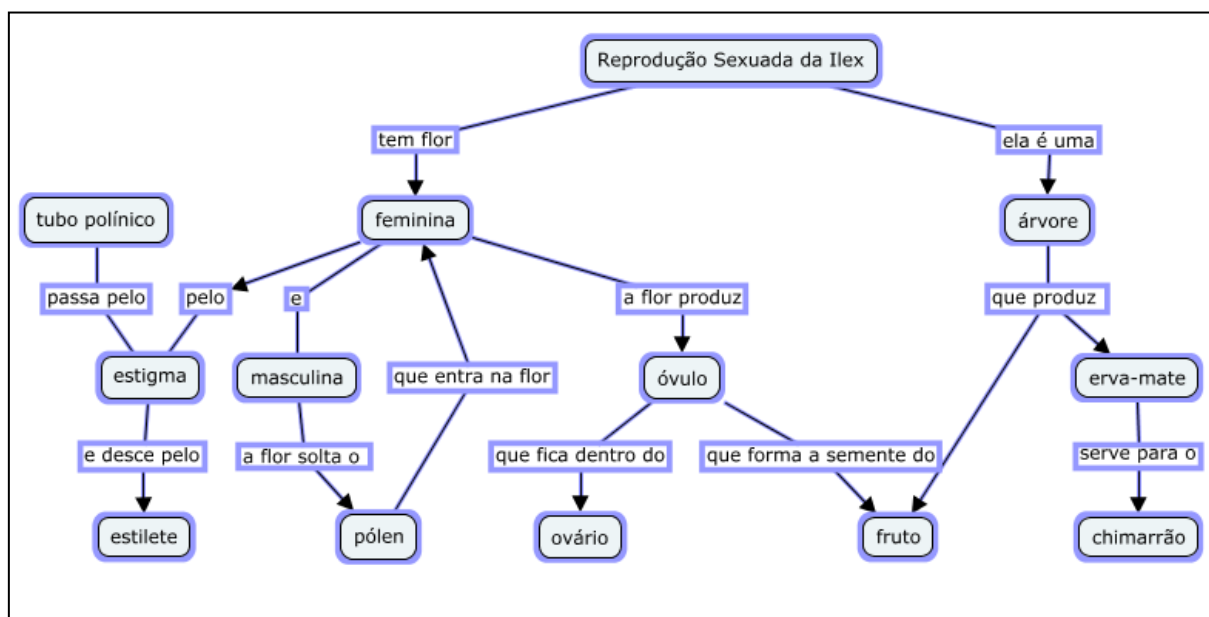 Reprodução Sexuada da Ilex
tem flor
ela é uma
tubo polínico
feminina
árvore
passa pelo
pelo
e
a flor produz
que produz
estigma
masculina
que entra na flor
óvulo
erva-mate
e desce pelo
a flor solta o
que fica dentro do
que forma a semente do
serve para o
estilete
pólen
ovário
fruto
chimarrão